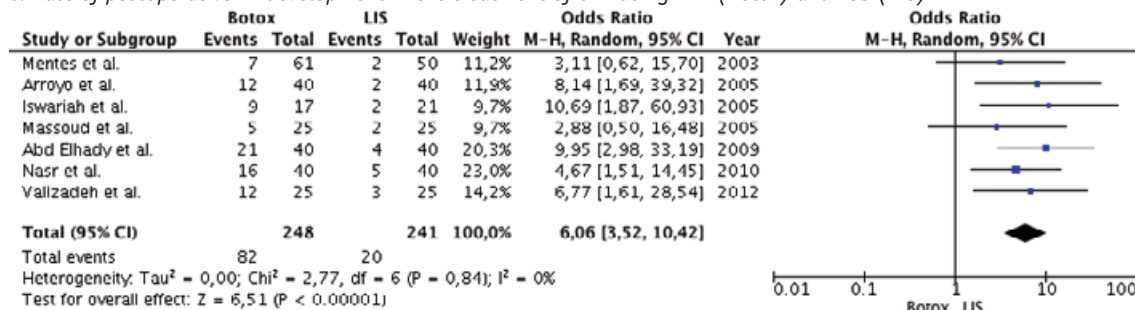 Botox LIS Odds Ratio Odds Ratio
Study or Subgroup Events Total Events Total Weight M-H, Random, 95% CI Year M-H, Random, 95% CI
Mentes et al. 7 61 2 50 11,2% 3,11 [0,62, 15,70] 2003
Arroyo et al. 12 40 2 40 11,9% 8,14 [1,69, 39,32] 2005
Iswariah et al. 9 17 2 21 9,7% 10,69 [1,87, 60,93] 2005
Massoud et al. 5 25 2 25 9,7% 2,88 [0,50, 16,48] 2005
Abd Elhady et al. 21 40 4 40 20,3% 9,95 [2,98, 33,19] 2009
Nasr et al. 16 40 5 40 23,0% 4,67 [1,51, 14,45] 2010
Valizadeh et al. 12 25 3 25 14,2% 6,77 [1,61, 28,54] 2012
Total (95% CI) 248 241 100,0% 6,06 [3,52, 10,42]
Total events 82 20
Heterogeneity: Tau² = 0,00; Chi² = 2,77, df = 6 (P = 0,84); I² = 0%
Test for overall effect: Z = 6,51 (P < 0.00001)
0.01 0.1 1 10 100
Botox LIS